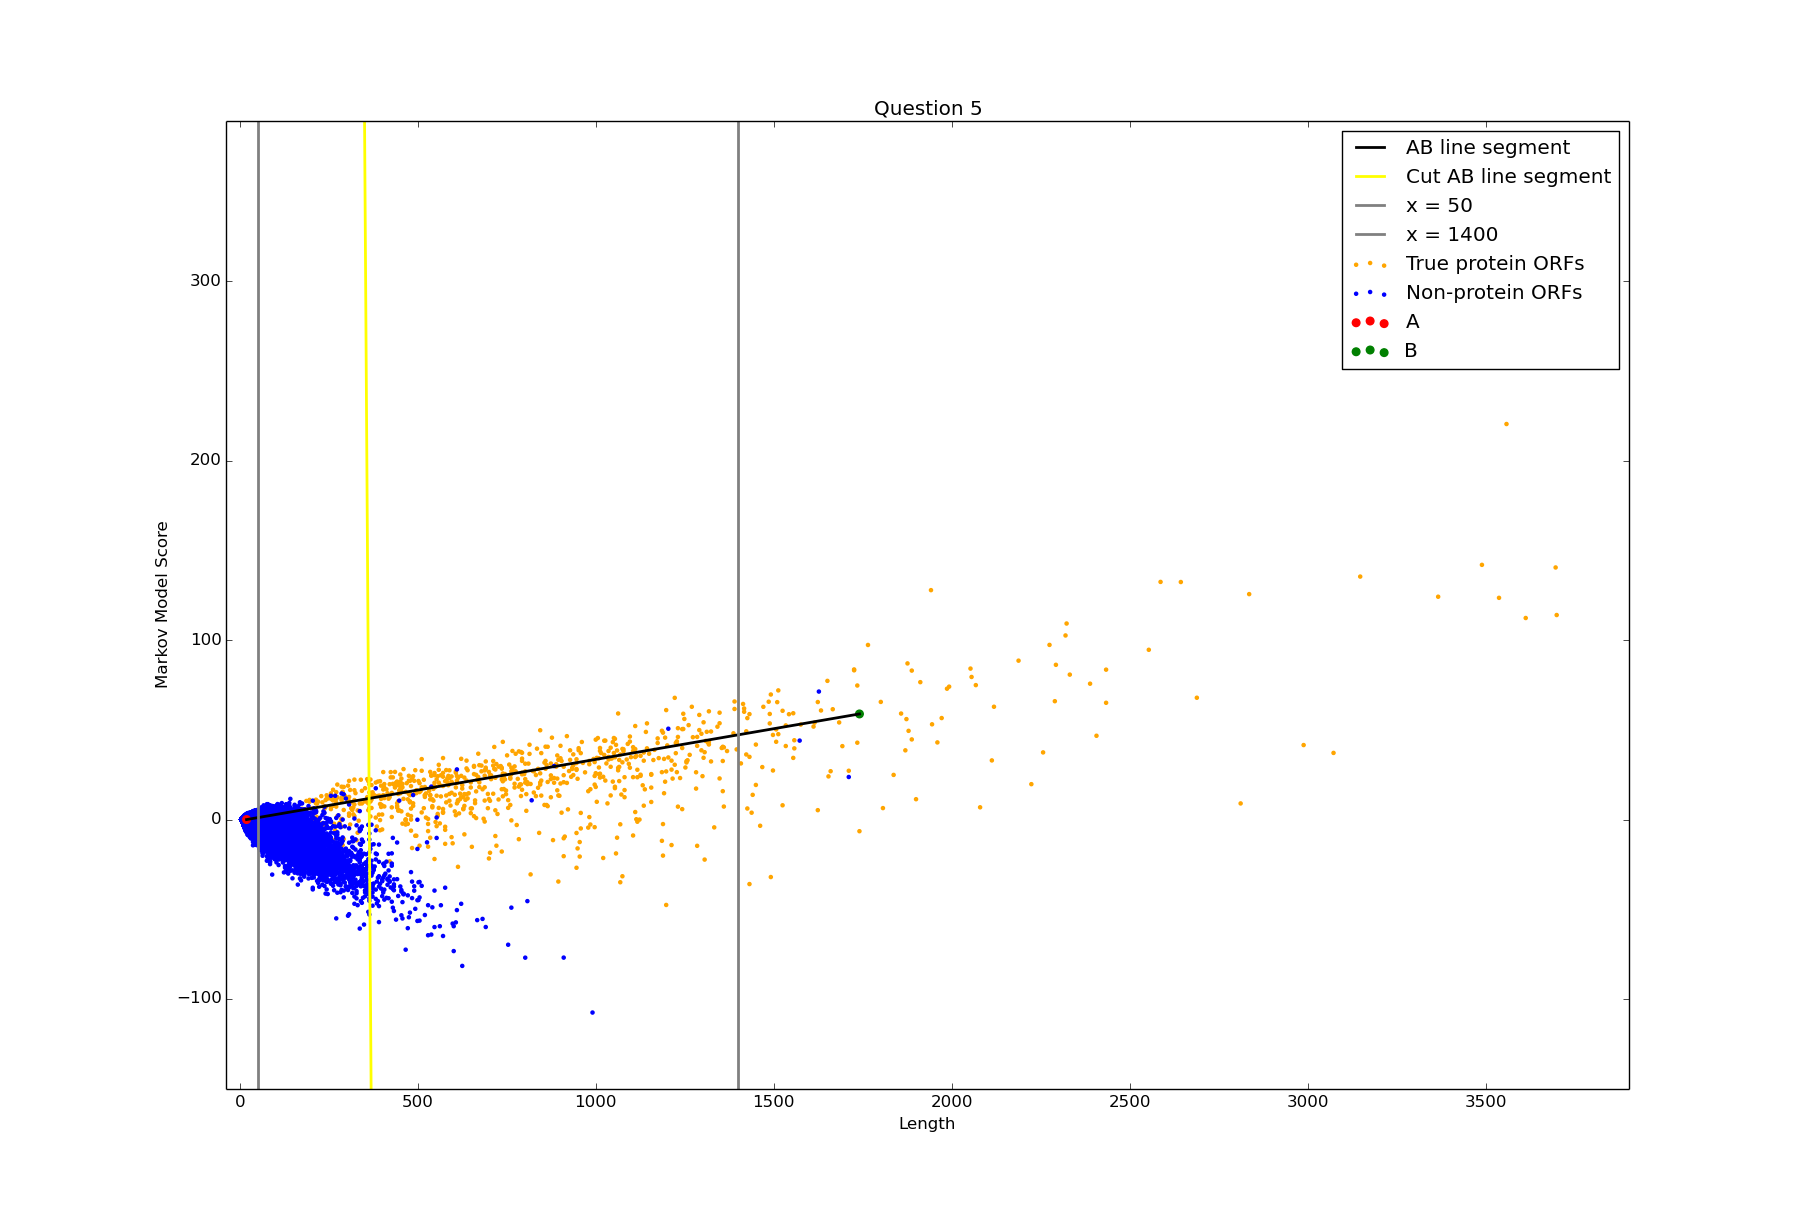 Question 5
AB line segment
Cut AB line segment
x = 50
x = 1400
True protein ORFs
Non-protein ORFs
A
B
Markov Model Score
300
200
100
0
−100
0 500 1000 1500 2000 2500 3000 3500
Length